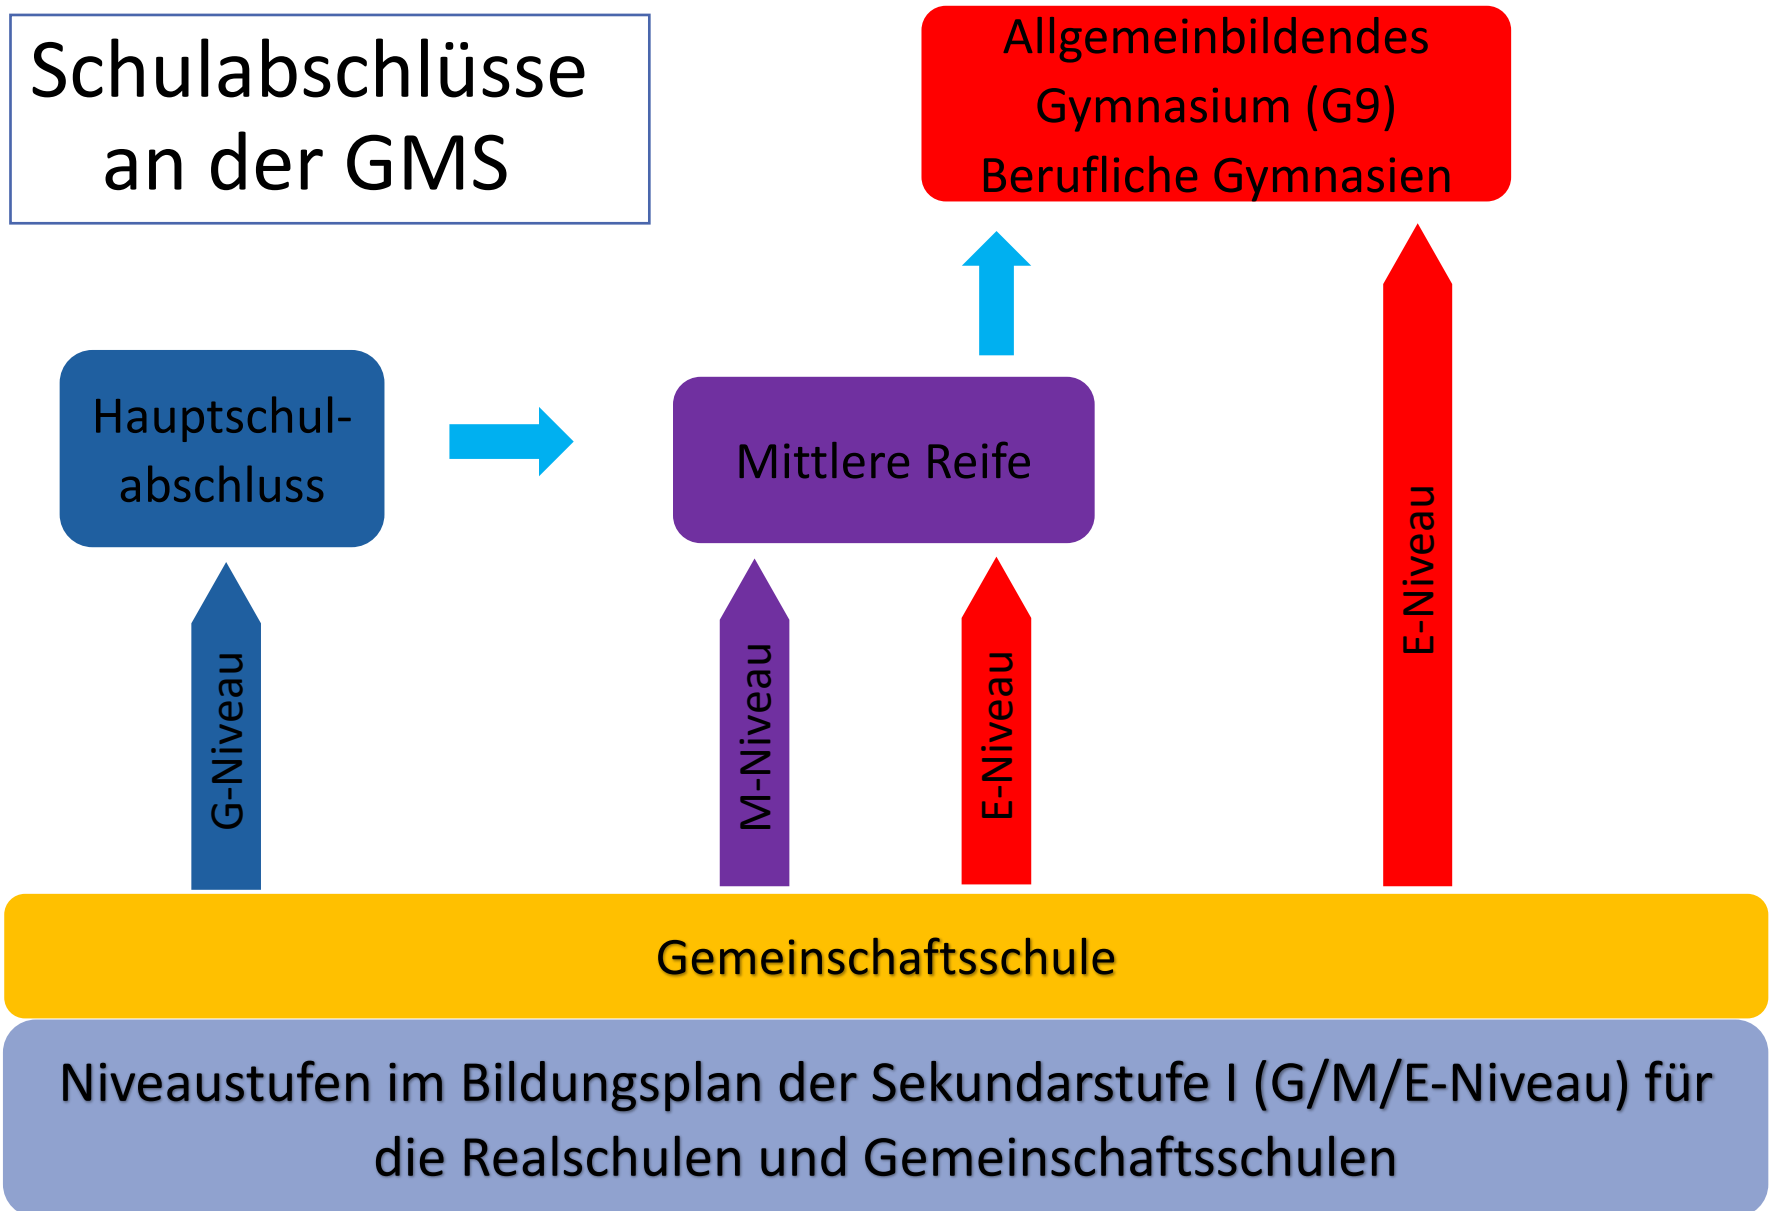 Schulabschlüsse
an der GMS
Allgemeinbildendes
Gymnasium (G9)
Berufliche Gymnasien
Hauptschul-
abschluss
Mittlere Reife
G-Niveau
M-Niveau
E-Niveau
E-Niveau
Gemeinschaftsschule
Niveaustufen im Bildungsplan der Sekundarstufe I (G/M/E-Niveau) für
die Realschulen und Gemeinschaftsschulen